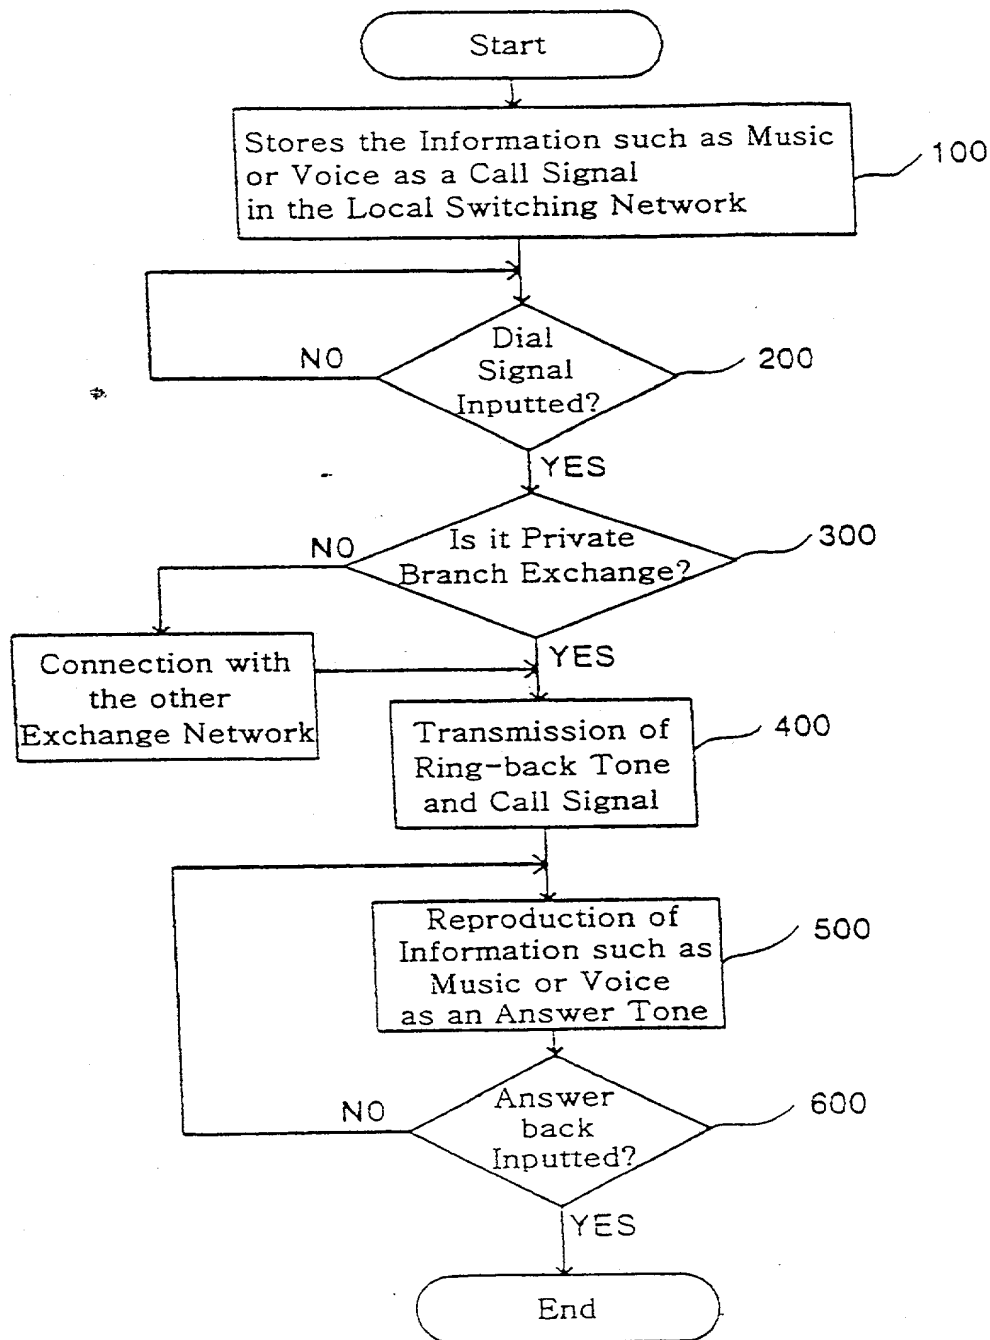 Start
Stores the Information such as Music
or Voice as a Call Signal
in the Local Switching Network
100
Dial
Signal
Inputted?
200
NO
YES
Is it Private
Branch Exchange?
300
NO
YES
Connection with
the other
Exchange Network
Transmission of
Ring-back Tone
and Call Signal
400
Reproduction of
Information such as
Music or Voice
as an Answer Tone
500
Answer
back
Inputted?
600
NO
YES
End